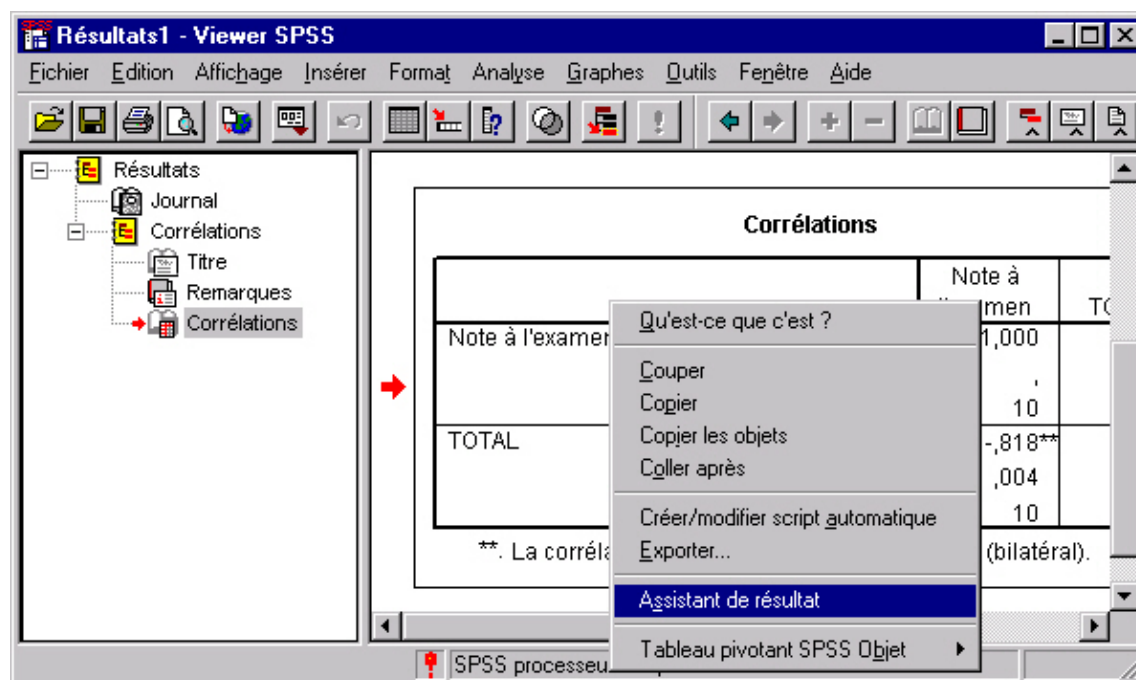 Résultats1 - Viewer SPSS
Fichier Edition Affichage Insérer Format Analyse Graphes Outils Fenêtre Aide
Résultats
Journal
Corrélations
Titre
Remarques
Corrélations
Corrélations
Note à
men
Note à l'examen
1,000
,
10
TOTAL
-,818**
,004
10
**. La corréla (bilatéral).
Qu'est-ce que c'est ?
Couper
Copier
Copier les objets
Coller après
Créer/modifier script automatique
Exporter...
Assistant de résultat
Tableau pivotant SPSS Objet
SPSS processeu